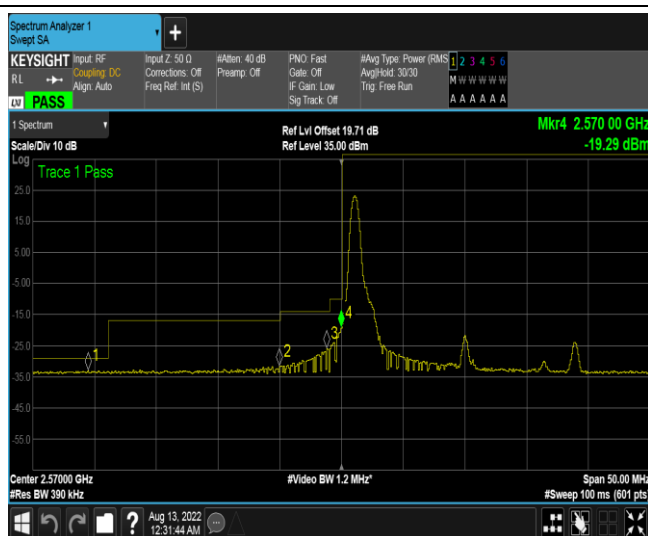 Spectrum Analyzer 1
Swept SA
KEYSIGHT
RL
LXI
PASS
Input: RF
Coupling: DC
Align: Auto
Input Z: 50 Ω
Corrections: Off
Freq Ref: Int (S)
#Atten: 40 dB
Preamp: Off
PNO: Fast
Gate: Off
IF Gain: Low
Sig Track: Off
#Avg Type: Power (RMS
Avg|Hold: 30/30
Trig: Free Run
1 2 3 4 5 6
M W W W W W
A A A A A A
1 Spectrum
Scale/Div 10 dB
Ref Lvl Offset 19.71 dB
Ref Level 35.00 dBm
Mkr4 2.570 00 GHz
-19.29 dBm
Log
Trace 1 Pass
25.0
15.0
5.00
-5.00
-15.0
-25.0
-35.0
-45.0
-55.0
1
2
3
4
Center 2.57000 GHz
#Res BW 390 kHz
#Video BW 1.2 MHz*
Span 50.00 MHz
#Sweep 100 ms (601 pts)
?
Aug 13, 2022
12:31:44 AM